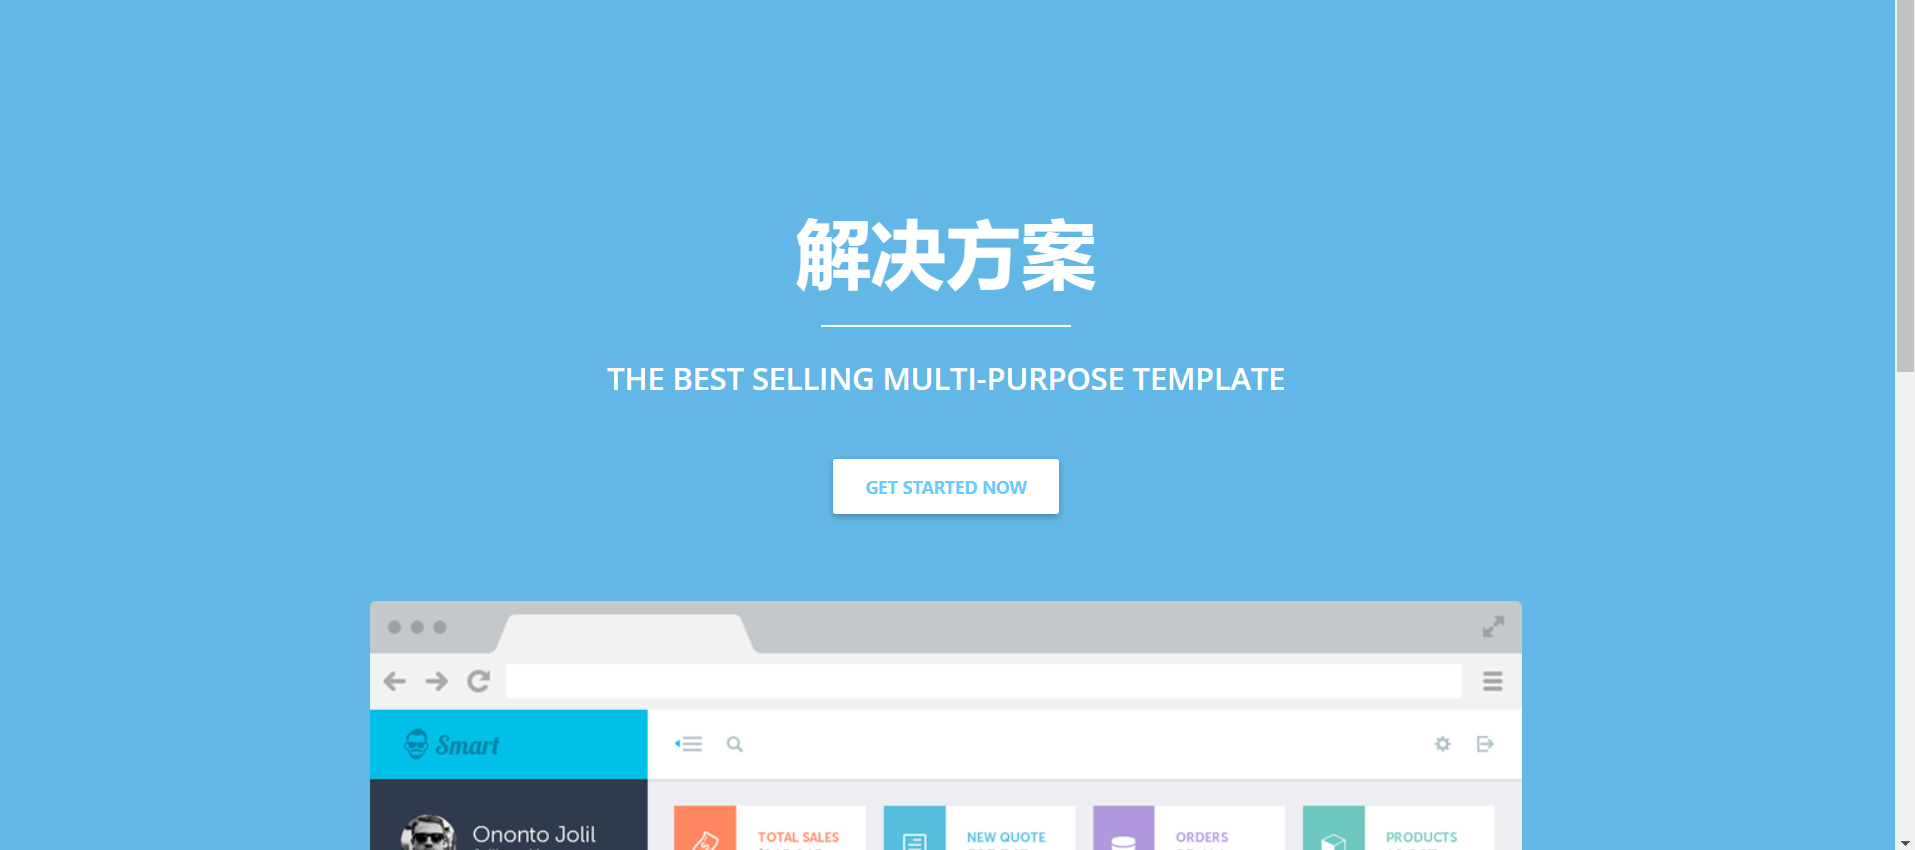 解决方案
THE BEST SELLING MULTI-PURPOSE TEMPLATE
GET STARTED NOW
Smart
Ononto Jolil
TOTAL SALES
NEW QUOTE
ORDERS
PRODUCTS